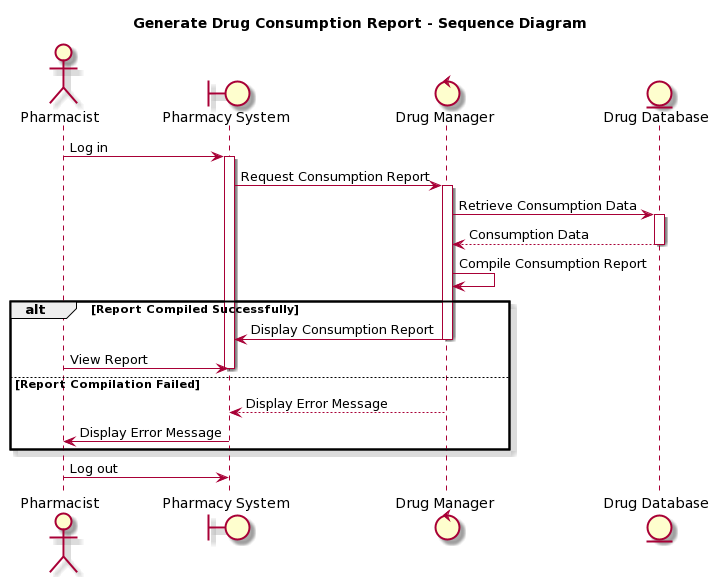 Generate Drug Consumption Report - Sequence Diagram
Pharmacist
Pharmacy System
Drug Manager
Drug Database
Log in
Request Consumption Report
Retrieve Consumption Data
Consumption Data
Compile Consumption Report
alt
[Report Compiled Successfully]
Display Consumption Report
View Report
[Report Compilation Failed]
Display Error Message
Display Error Message
Log out
Pharmacist
Pharmacy System
Drug Manager
Drug Database